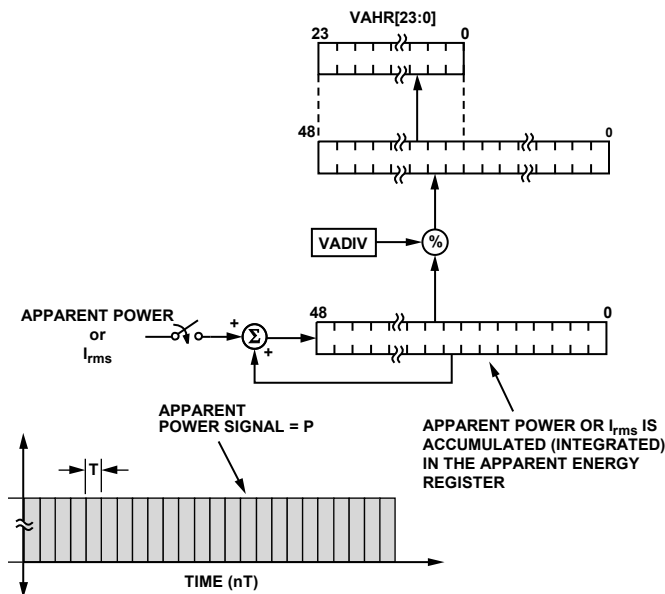 VAHR[23:0]
23 0
48 0
VADIV %
48 0
APPARENT POWER
or
Irms
+ Σ +
APPARENT
POWER SIGNAL = P
APPARENT POWER OR Irms IS
ACCUMULATED (INTEGRATED)
IN THE APPARENT ENERGY
REGISTER
T
TIME (nT)